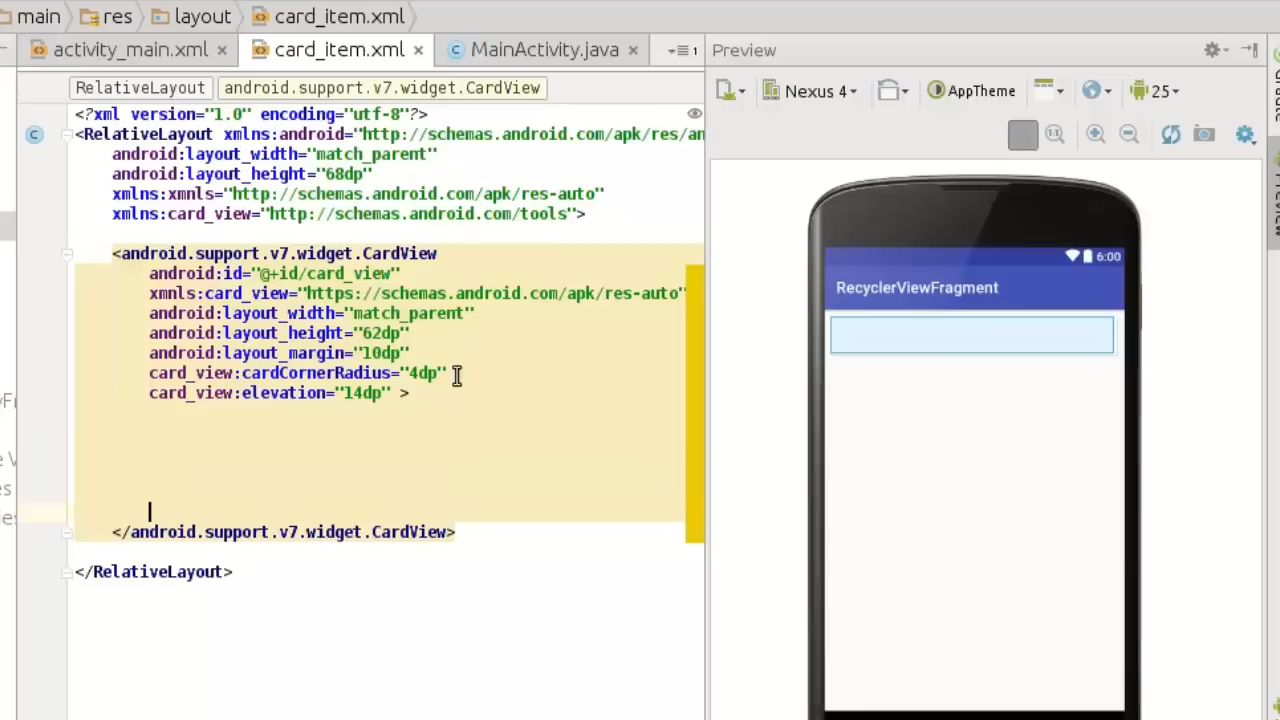 main res layout card_item.xml
activity_main.xml card_item.xml MainActivity.java 1 Preview
RelativeLayout android.support.v7.widget.CardView
Nexus 4 AppTheme 25
<?xml version="1.0" encoding="utf-8"?>
<RelativeLayout xmlns:android="http://schemas.android.com/apk/res/an
android:layout_width="match_parent"
android:layout_height="68dp"
xmlns:xmnls="http://schemas.android.com/apk/res-auto"
xmlns:card_view="http://schemas.android.com/tools">
<android.support.v7.widget.CardView
android:id="@+id/card_view"
xmnls:card_view="https://schemas.android.com/apk/res-auto"
android:layout_width="match_parent"
android:layout_height="62dp"
android:layout_margin="10dp"
card_view:cardCornerRadius="4dp"
card_view:elevation="14dp" >
</android.support.v7.widget.CardView>
</RelativeLayout>
6:00
RecyclerViewFragment